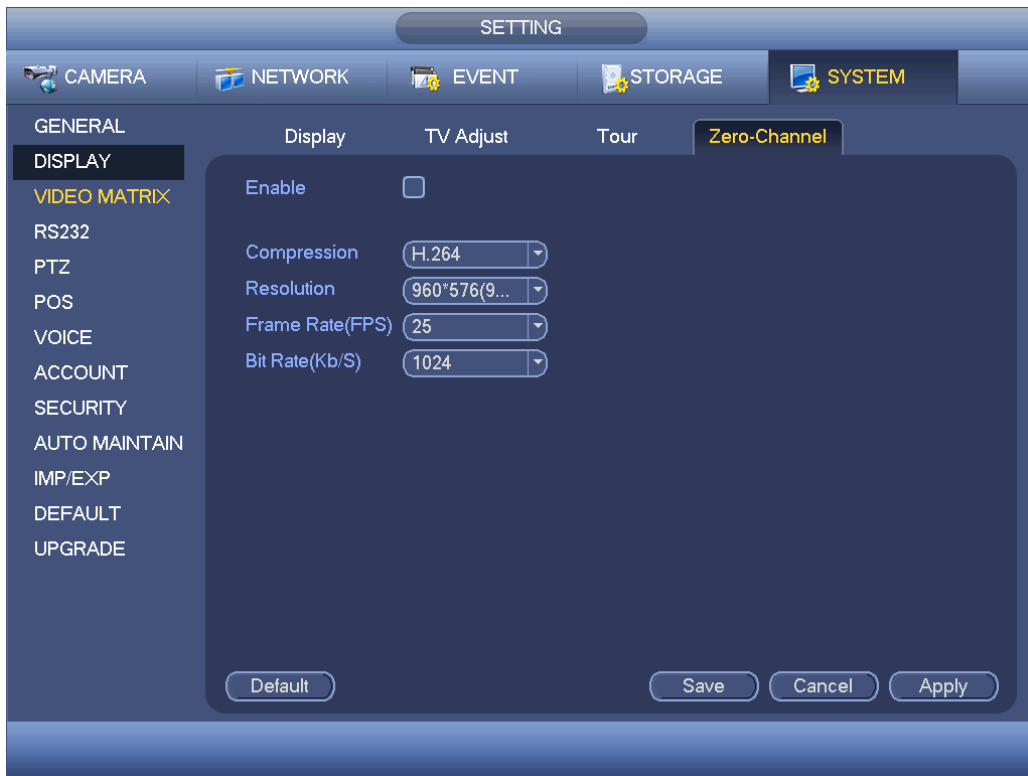 SETTING
CAMERA NETWORK EVENT STORAGE SYSTEM
GENERAL
DISPLAY
VIDEO MATRIX
RS232
PTZ
POS
VOICE
ACCOUNT
SECURITY
AUTO MAINTAIN
IMP/EXP
DEFAULT
UPGRADE
Display TV Adjust Tour Zero-Channel
Enable
Compression H.264
Resolution 960*576(9...
Frame Rate(FPS) 25
Bit Rate(Kb/S) 1024
Default Save Cancel Apply